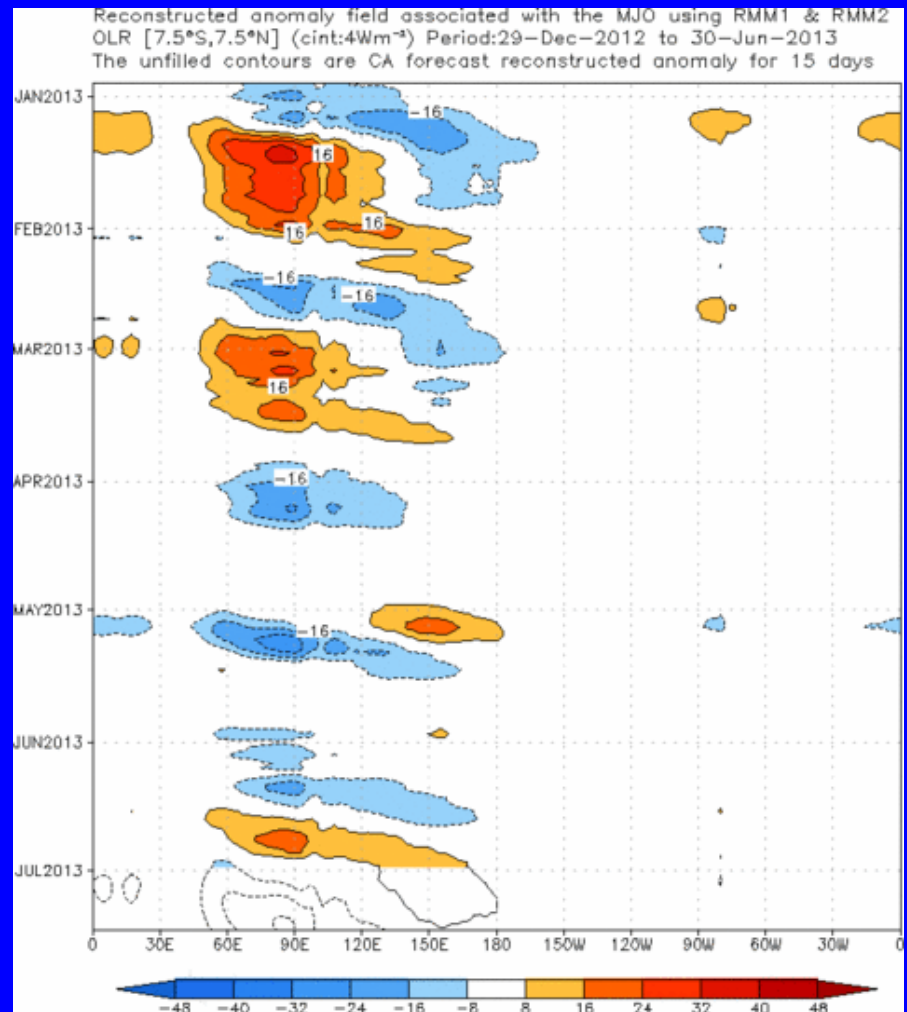 Reconstructed anomaly field associated with the MJO using RMM1 & RMM2
OLR [7.5°S,7.5°N] (cint:4Wm⁻²) Period:29-Dec-2012 to 30-Jun-2013
The unfilled contours are CA forecast reconstructed anomaly for 15 days
JAN2013
-16
16
FEB2013
16
16
-16
-16
MAR2013
16
APR2013
-16
MAY2013
-16
JUN2013
JUL2013
0 30E 60E 90E 120E 150E 180 150W 120W 90W 60W 30W 0
-48 -40 -32 -24 -16 -8 8 16 24 32 40 48